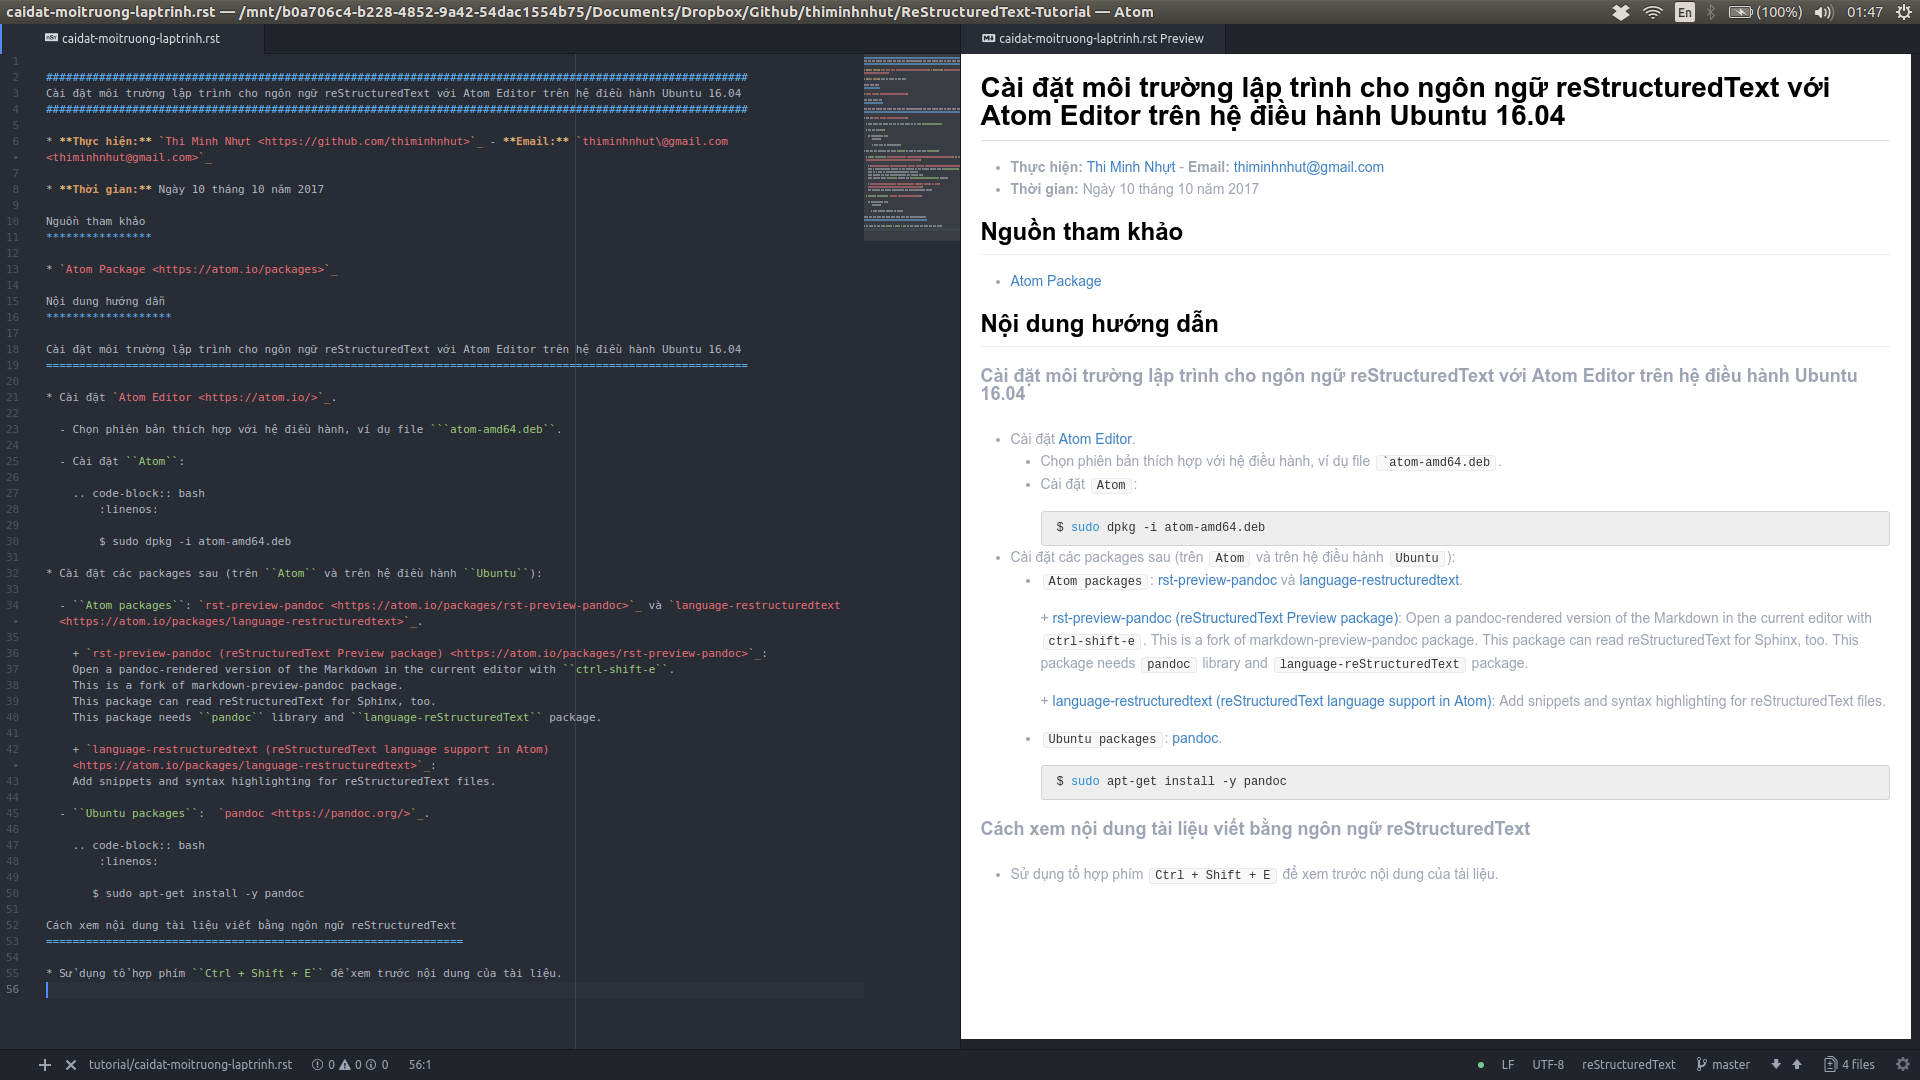 caidat-moitruong-laptrinh.rst — /mnt/b0a706c4-b228-4852-9a42-54dac1554b75/Documents/Dropbox/Github/thiminhnhut/ReStructuredText-Tutorial — Atom
En (100%) 01:47
caidat-moitruong-laptrinh.rst
1
2 ##########################################################################################################
3 Cài đặt môi trường lập trình cho ngôn ngữ reStructuredText với Atom Editor trên hệ điều hành Ubuntu 16.04
4 ##########################################################################################################
5
6 * **Thực hiện:** `Thi Minh Nhựt <https://github.com/thiminhnhut>`_ - **Email:** `thiminhnhut\@gmail.com
• <thiminhnhut@gmail.com>`_
7
8 * **Thời gian:** Ngày 10 tháng 10 năm 2017
9
10 Nguồn tham khảo
11 ****************
12
13 * `Atom Package <https://atom.io/packages>`_
14
15 Nội dung hướng dẫn
16 *******************
17
18 Cài đặt môi trường lập trình cho ngôn ngữ reStructuredText với Atom Editor trên hệ điều hành Ubuntu 16.04
19 ==========================================================================================================
20
21 * Cài đặt `Atom Editor <https://atom.io/>`_.
22
23 - Chọn phiên bản thích hợp với hệ điều hành, ví dụ file ```atom-amd64.deb``.
24
25 - Cài đặt ``Atom``:
26
27 .. code-block:: bash
28 :linenos:
29
30 $ sudo dpkg -i atom-amd64.deb
31
32 * Cài đặt các packages sau (trên ``Atom`` và trên hệ điều hành ``Ubuntu``):
33
34 - ``Atom packages``: `rst-preview-pandoc <https://atom.io/packages/rst-preview-pandoc>`_ và `language-restructuredtext
• <https://atom.io/packages/language-restructuredtext>`_.
35
36 + `rst-preview-pandoc (reStructuredText Preview package) <https://atom.io/packages/rst-preview-pandoc>`_:
37 Open a pandoc-rendered version of the Markdown in the current editor with ``ctrl-shift-e``.
38 This is a fork of markdown-preview-pandoc package.
39 This package can read reStructuredText for Sphinx, too.
40 This package needs ``pandoc`` library and ``language-reStructuredText`` package.
41
42 + `language-restructuredtext (reStructuredText language support in Atom)
• <https://atom.io/packages/language-restructuredtext>`_:
43 Add snippets and syntax highlighting for reStructuredText files.
44
45 - ``Ubuntu packages``:  `pandoc <https://pandoc.org/>`_.
46
47 .. code-block:: bash
48 :linenos:
49
50 $ sudo apt-get install -y pandoc
51
52 Cách xem nội dung tài liệu viết bằng ngôn ngữ reStructuredText
53 ===============================================================
54
55 * Sử dụng tổ hợp phím ``Ctrl + Shift + E`` để xem trước nội dung của tài liệu.
56
caidat-moitruong-laptrinh.rst Preview
Cài đặt môi trường lập trình cho ngôn ngữ reStructuredText với
Atom Editor trên hệ điều hành Ubuntu 16.04
• Thực hiện: Thi Minh Nhựt - Email: thiminhnhut@gmail.com
• Thời gian: Ngày 10 tháng 10 năm 2017
Nguồn tham khảo
• Atom Package
Nội dung hướng dẫn
Cài đặt môi trường lập trình cho ngôn ngữ reStructuredText với Atom Editor trên hệ điều hành Ubuntu
16.04
• Cài đặt Atom Editor.
• Chọn phiên bản thích hợp với hệ điều hành, ví dụ file `atom-amd64.deb .
• Cài đặt Atom :
$ sudo dpkg -i atom-amd64.deb
• Cài đặt các packages sau (trên Atom và trên hệ điều hành Ubuntu ):
• Atom packages : rst-preview-pandoc và language-restructuredtext.
+ rst-preview-pandoc (reStructuredText Preview package): Open a pandoc-rendered version of the Markdown in the current editor with
ctrl-shift-e . This is a fork of markdown-preview-pandoc package. This package can read reStructuredText for Sphinx, too. This
package needs pandoc library and language-reStructuredText package.
+ language-restructuredtext (reStructuredText language support in Atom): Add snippets and syntax highlighting for reStructuredText files.
• Ubuntu packages : pandoc.
$ sudo apt-get install -y pandoc
Cách xem nội dung tài liệu viết bằng ngôn ngữ reStructuredText
• Sử dụng tổ hợp phím Ctrl + Shift + E để xem trước nội dung của tài liệu.
tutorial/caidat-moitruong-laptrinh.rst 0 0 0 56:1
LF UTF-8 reStructuredText master 4 files